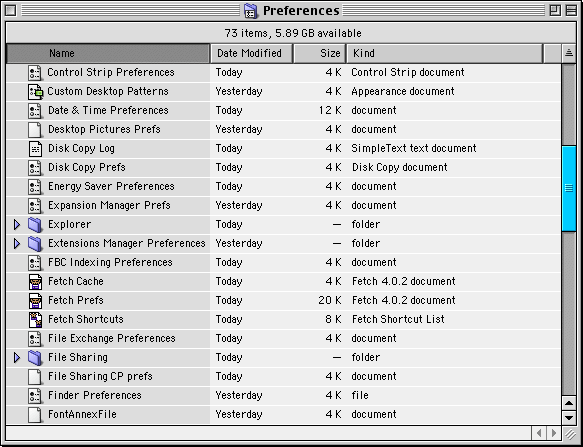 Preferences
73 items, 5.89 GB available
Name Date Modified Size Kind
Control Strip Preferences Today 4 K Control Strip document
Custom Desktop Patterns Yesterday 4 K Appearance document
Date & Time Preferences Today 12 K document
Desktop Pictures Prefs Yesterday 4 K document
Disk Copy Log Today 4 K SimpleText text document
Disk Copy Prefs Today 4 K Disk Copy document
Energy Saver Preferences Today 4 K document
Expansion Manager Prefs Yesterday 4 K document
Explorer Today — folder
Extensions Manager Preferences Yesterday — folder
FBC Indexing Preferences Today 4 K document
Fetch Cache Today 4 K Fetch 4.0.2 document
Fetch Prefs Today 20 K Fetch 4.0.2 document
Fetch Shortcuts Today 8 K Fetch Shortcut List
File Exchange Preferences Today 4 K document
File Sharing Today — folder
File Sharing CP prefs Today 4 K document
Finder Preferences Yesterday 4 K file
FontAnnexFile Yesterday 4 K document